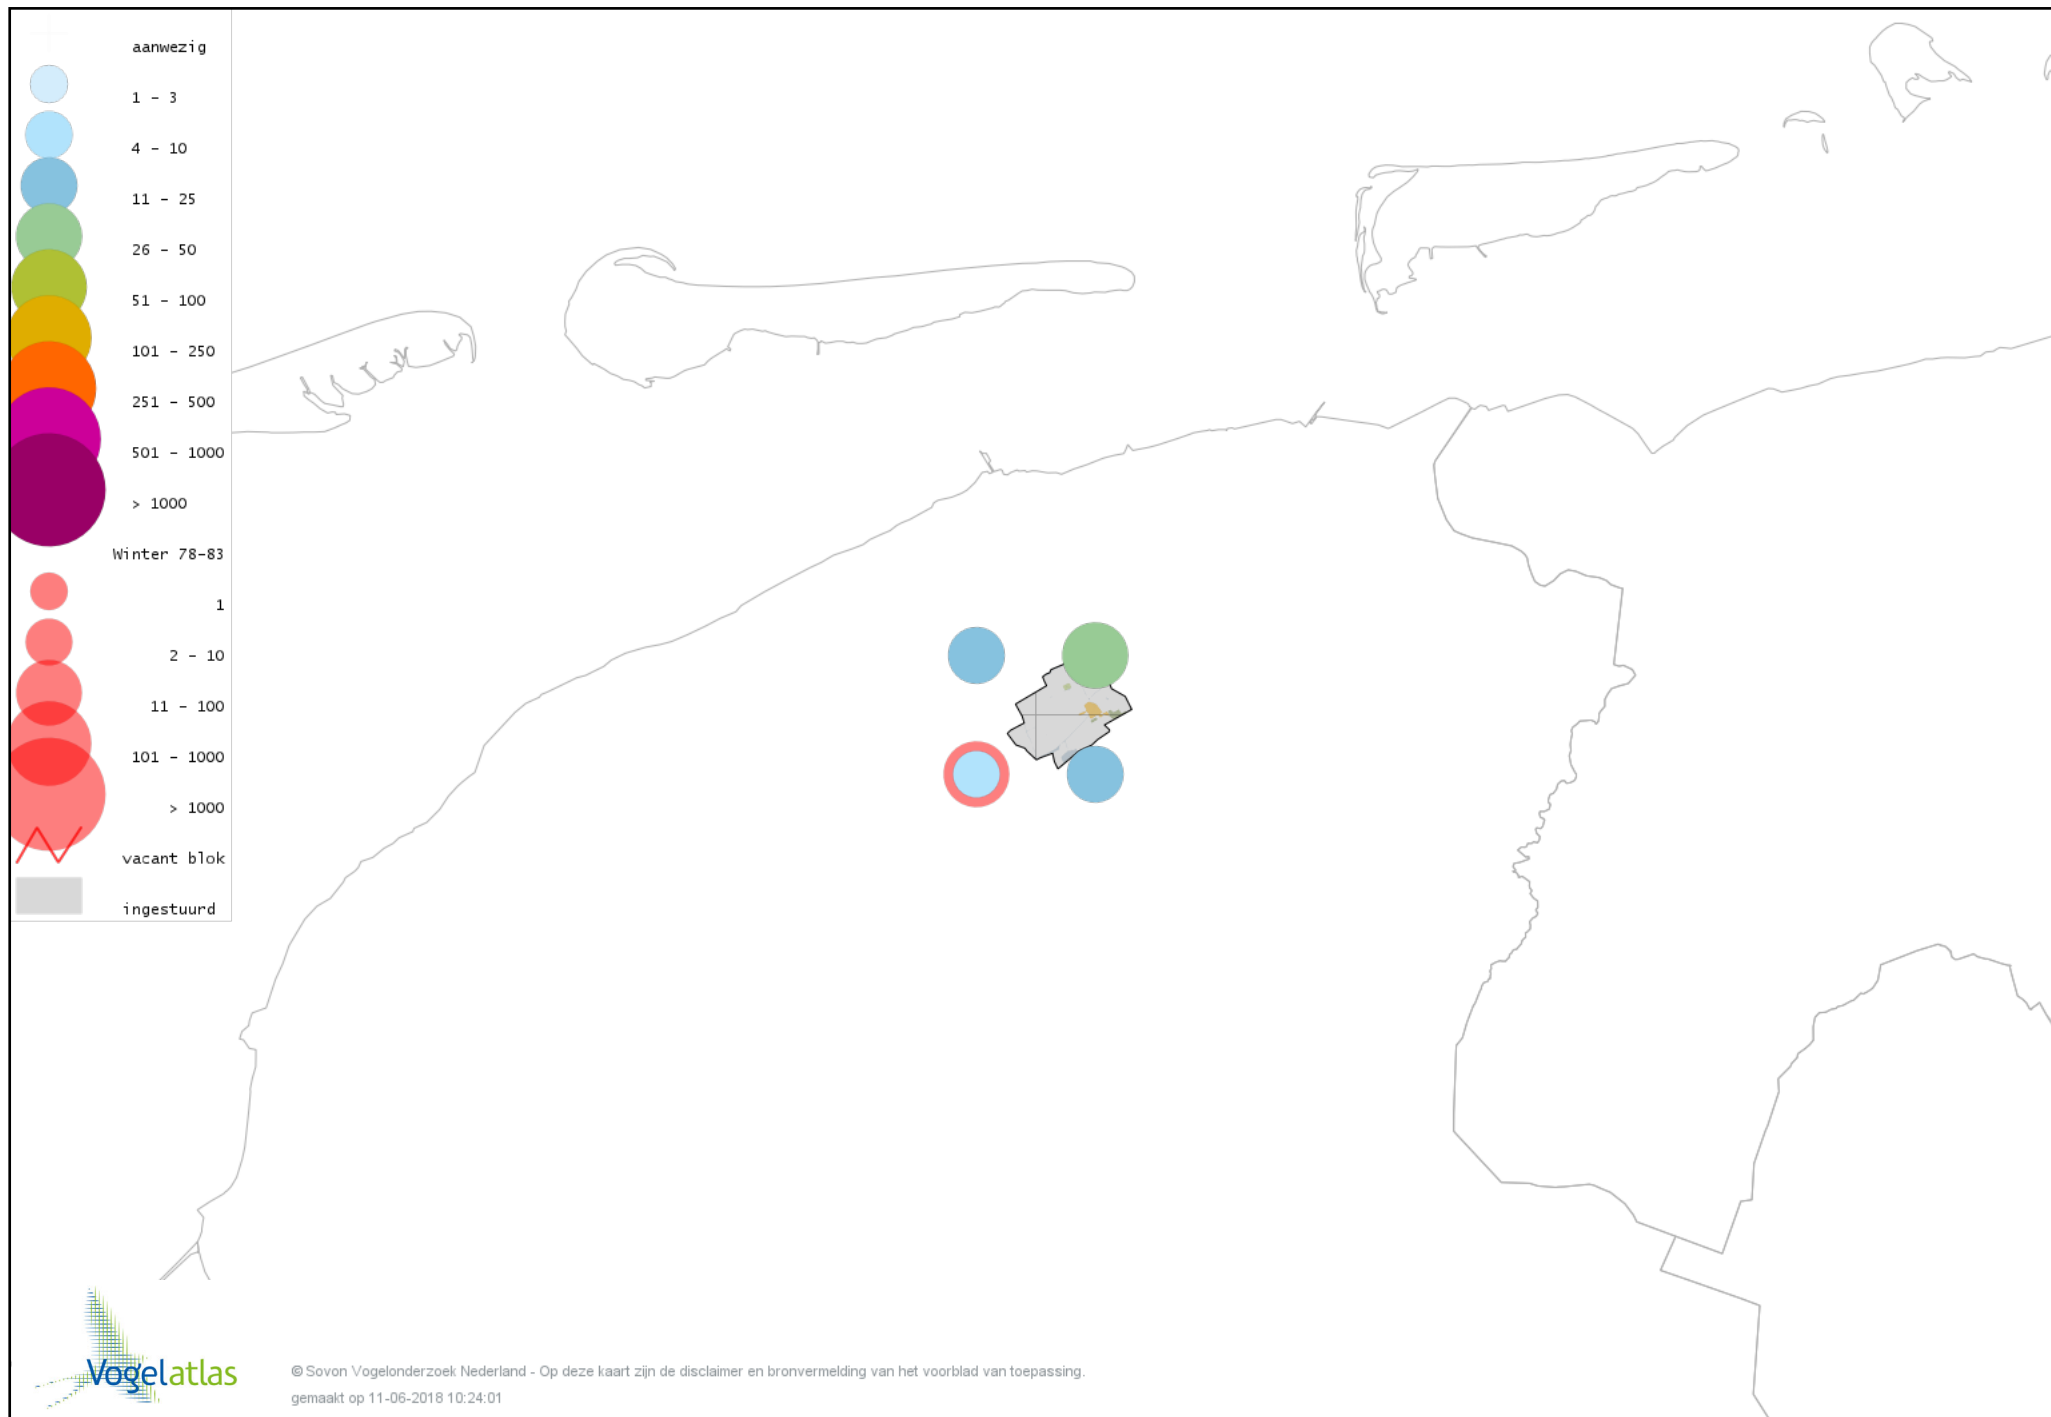 aanwezig
1 - 3
4 - 10
11 - 25
26 - 50
51 - 100
101 - 250
251 - 500
501 - 1000
> 1000
Winter 78-83
1
2 - 10
11 - 100
101 - 1000
> 1000
vacant blok
ingestuurd
Vogelatlas
© Sovon Vogelonderzoek Nederland - Op deze kaart zijn de disclaimer en bronvermelding van het voorblad van toepassing.
gemaakt op 11-06-2018 10:24:01